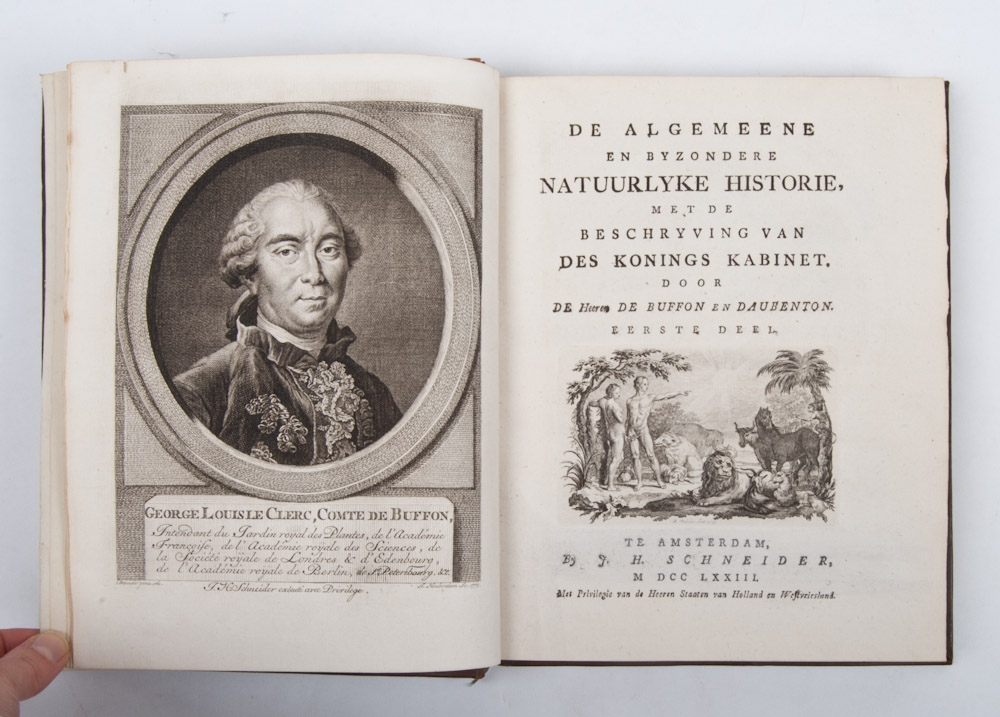 GEORGE LOUIS LE CLERC, COMTE DE BUFFON,
Intendant du Jardin royal des Plantes, de l'Académie
Françoise, de l'Académie royale des Sciences, de
la Société royale de Londres & d'Edenbourg,
de l'Académie royale de Berlin, de St. Petersbourg. &c.
J. H. Schneider excudit avec Privilege.
DE ALGEMEENE
EN BYZONDERE
NATUURLYKE HISTORIE,
MET DE
BESCHRYVING VAN
DES KONINGS KABINET.
DOOR
DE Heeren DE BUFFON EN DAUBENTON.
EERSTE DEEL.
TE AMSTERDAM,
By J. H. SCHNEIDER,
M DCC LXXIII.
Met Privilegie van de Heeren Staaten van Holland en Westvriesland.